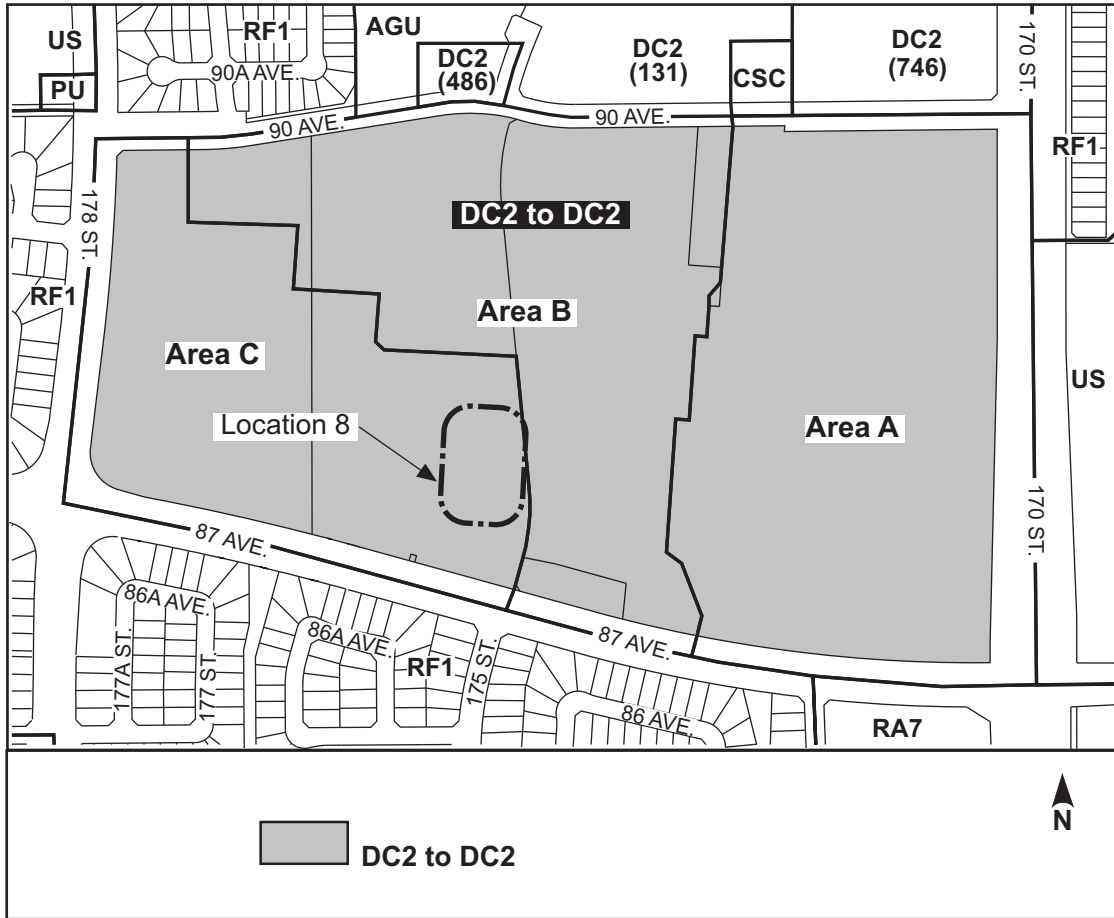 US
RF1
AGU
DC2
(486)
DC2
(131)
CSC
DC2
(746)
170 ST.
PU
90A AVE.
90 AVE.
90 AVE.
RF1
178 ST.
DC2 to DC2
RF1
Area B
Area C
US
Location 8
Area A
170 ST.
87 AVE.
86A AVE.
86A AVE.
87 AVE.
177A ST.
177 ST.
RF1
175 ST.
86 AVE.
RA7
N
DC2 to DC2